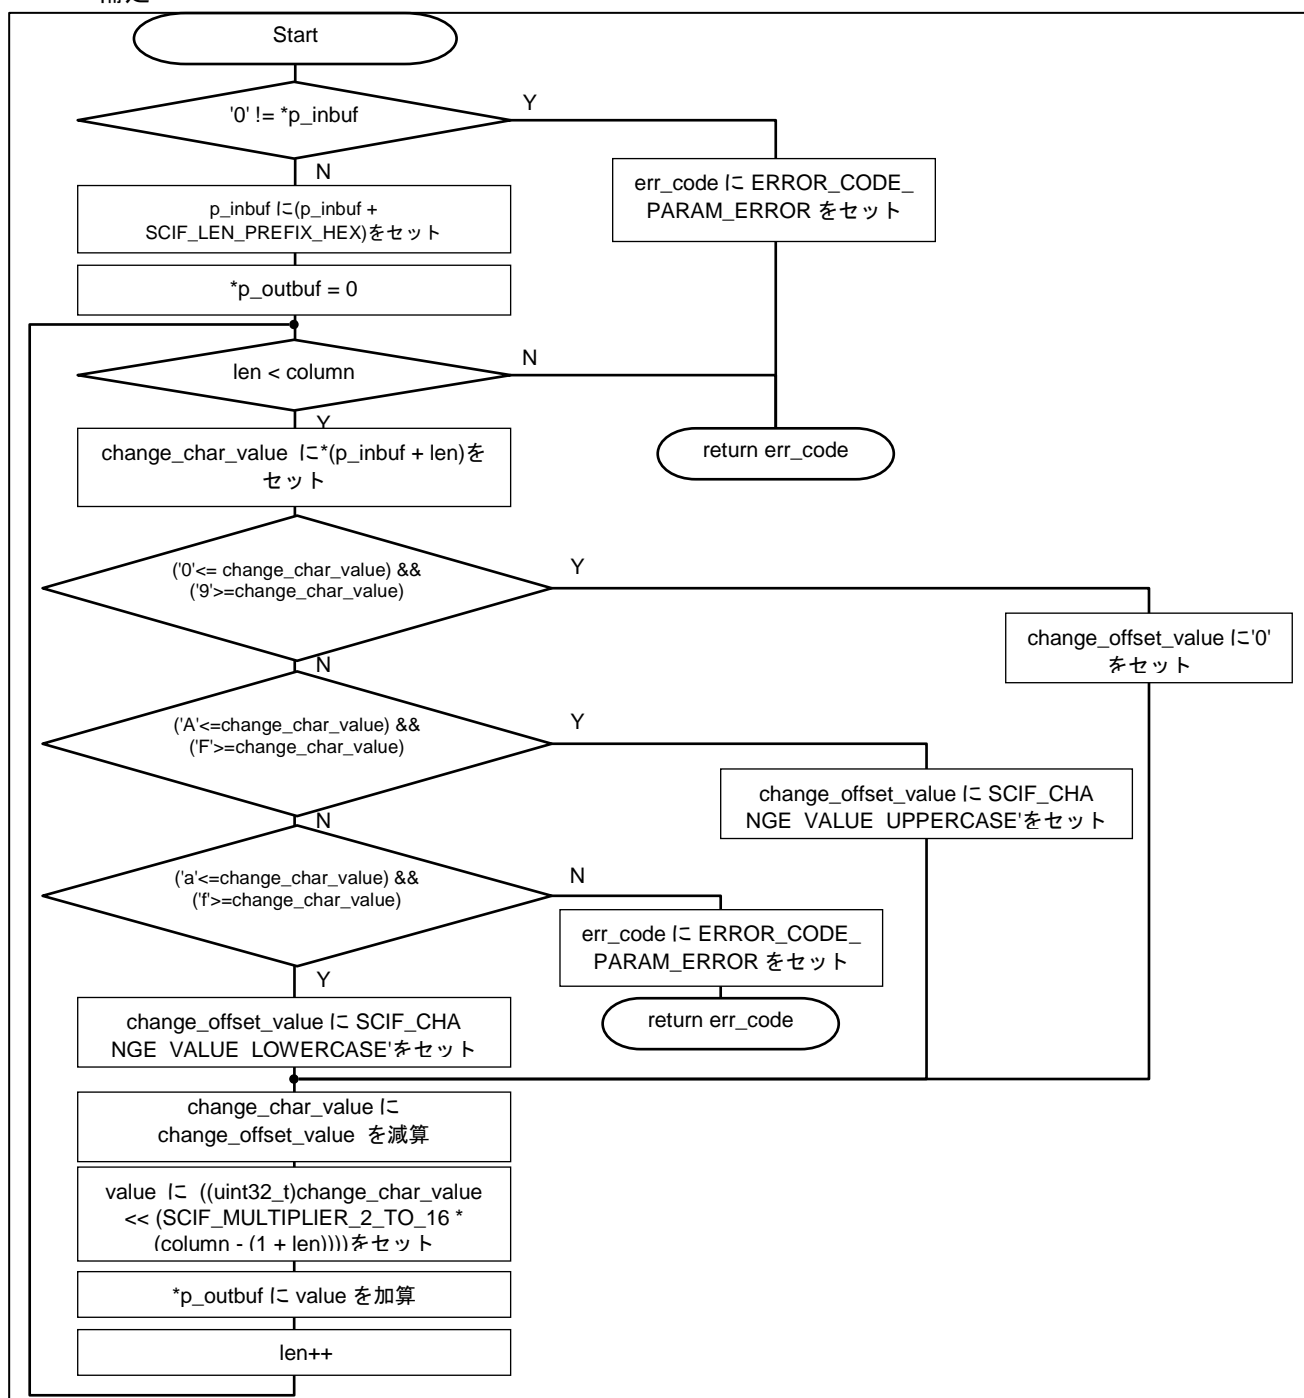 Start
'0' != *p_inbuf
Y
N
err_code に ERROR_CODE_
PARAM_ERROR をセット
p_inbuf に(p_inbuf +
SCIF_LEN_PREFIX_HEX)をセット
*p_outbuf = 0
len < column
N
Y
change_char_value に*(p_inbuf + len)を
セット
return err_code
('0'<= change_char_value) &&
('9'>=change_char_value)
Y
N
change_offset_value に'0'
をセット
('A'<=change_char_value) &&
('F'>=change_char_value)
Y
N
change_offset_value に SCIF_CHA
NGE_VALUE_UPPERCASE'をセット
('a'<=change_char_value) &&
('f'>=change_char_value)
N
Y
err_code に ERROR_CODE_
PARAM_ERROR をセット
return err_code
change_offset_value に SCIF_CHA
NGE_VALUE_LOWERCASE'をセット
change_char_value に
change_offset_value を減算
value に ((uint32_t)change_char_value
<< (SCIF_MULTIPLIER_2_TO_16 *
(column - (1 + len))))をセット
*p_outbuf に value を加算
len++